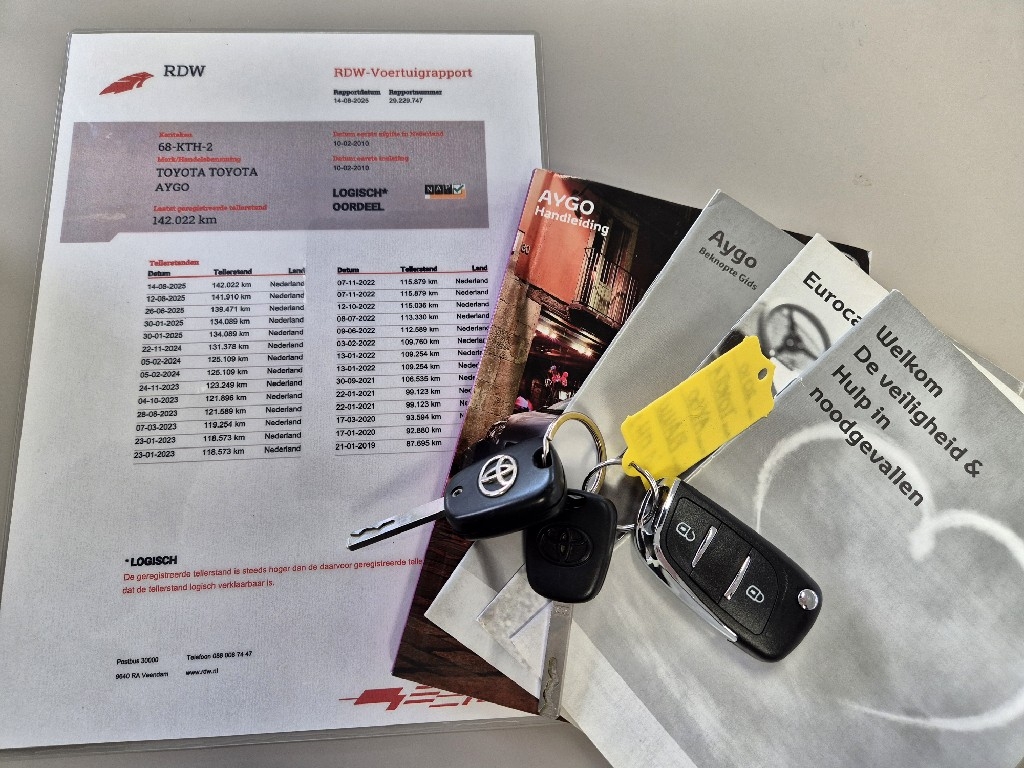 RDW
RDW-Voertuigrapport
Rapportdatum Rapportnummer
14-08-2025 29.229.747
Kenteken
68-KTH-2
Merk/Handelsbenaming
TOYOTA TOYOTA
AYGO
Laatst geregistreerde tellerstand
142.022 km
Datum eerste afgifte in Nederland
10-02-2010
Datum eerste toelating
10-02-2010
LOGISCH*
OORDEEL
NAP
Tellerstanden
Datum Tellerstand Land
14-08-2025 142.022 km Nederland
12-08-2025 141.910 km Nederland
26-06-2025 139.471 km Nederland
30-01-2025 134.089 km Nederland
30-01-2025 134.089 km Nederland
22-11-2024 131.378 km Nederland
05-02-2024 125.109 km Nederland
05-02-2024 125.109 km Nederland
24-11-2023 123.249 km Nederland
04-10-2023 121.896 km Nederland
28-08-2023 121.589 km Nederland
07-03-2023 119.254 km Nederland
23-01-2023 118.573 km Nederland
23-01-2023 118.573 km Nederland
Datum Tellerstand Land
07-11-2022 115.879 km Nederland
07-11-2022 115.879 km Nederland
12-10-2022 115.036 km Nederland
08-07-2022 113.330 km Nederland
09-06-2022 112.569 km Nederland
03-02-2022 109.760 km Nederland
13-01-2022 109.254 km Nederland
13-01-2022 109.254 km Nederland
30-09-2021 106.535 km Nederland
22-01-2021 99.123 km
22-01-2021 99.123 km
17-03-2020 93.594 km
17-01-2020 92.880 km
21-01-2019 87.695 km
*LOGISCH
De geregistreerde tellerstand is steeds hoger dan de daarvoor geregistreerde telle
dat de tellerstand logisch verklaarbaar is.
Postbus 30000 Telefoon 088 008 74 47
9640 RA Veendam www.rdw.nl
AYGO
Handleiding
Aygo
Beknopte Gids
Euroca
Welkom
De veiligheid &
Hulp in
noodgevallen